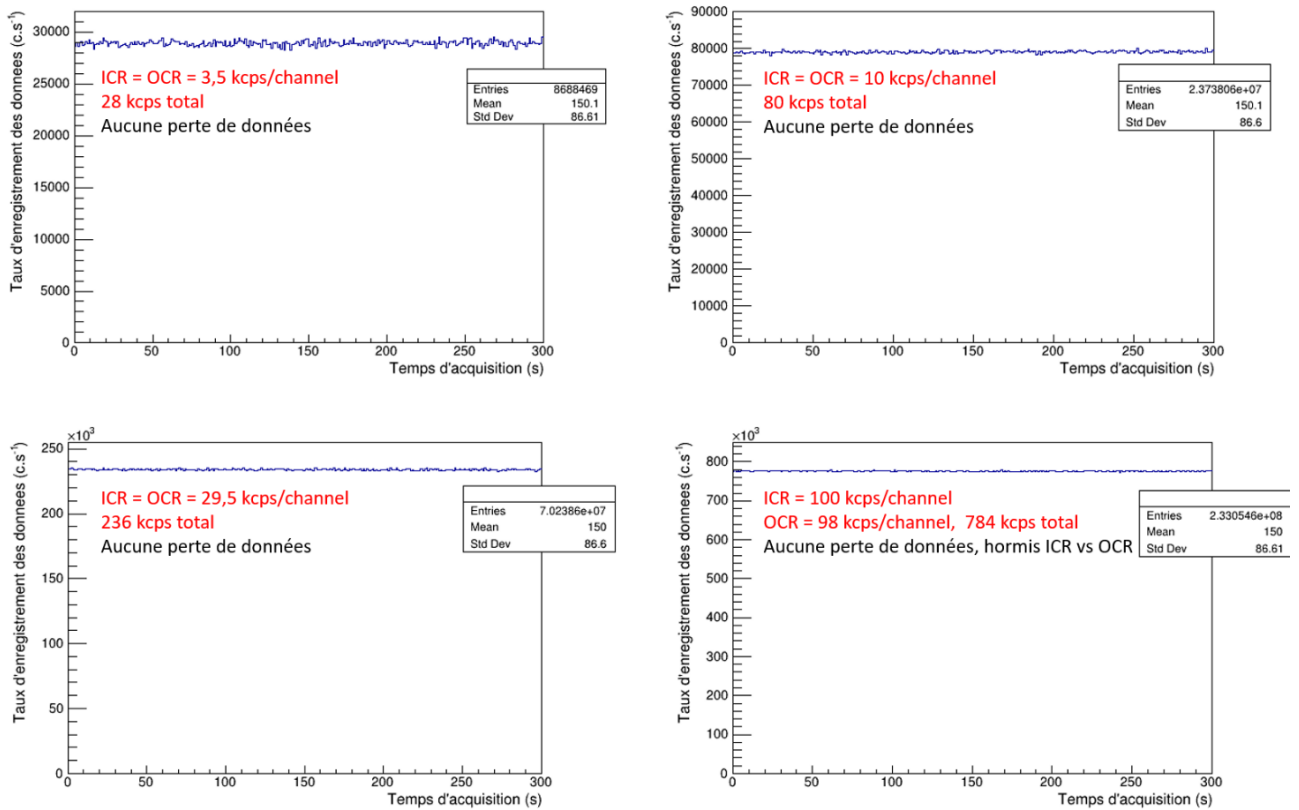 Taux d'enregistrement des donnees (c.s⁻¹)
30000
25000
20000
15000
10000
5000
0
ICR = OCR = 3,5 kcps/channel
28 kcps total
Aucune perte de données
Entries 8688469
Mean 150.1
Std Dev 86.61
0 50 100 150 200 250 300
Temps d'acquisition (s)
Taux d'enregistrement des donnees (c.s⁻¹)
90000
80000
70000
60000
50000
40000
30000
20000
10000
0
ICR = OCR = 10 kcps/channel
80 kcps total
Aucune perte de données
Entries 2.373806e+07
Mean 150.1
Std Dev 86.6
0 50 100 150 200 250 300
Temps d'acquisition (s)
Taux d'enregistrement des donnees (c.s⁻¹)
×10³
250
200
150
100
50
0
ICR = OCR = 29,5 kcps/channel
236 kcps total
Aucune perte de données
Entries 7.02386e+07
Mean 150
Std Dev 86.6
0 50 100 150 200 250 300
Temps d'acquisition (s)
Taux d'enregistrement des donnees (c.s⁻¹)
×10³
800
700
600
500
400
300
200
100
0
ICR = 100 kcps/channel
OCR = 98 kcps/channel, 784 kcps total
Aucune perte de données, hormis ICR vs OCR
Entries 2.330546e+08
Mean 150
Std Dev 86.61
0 50 100 150 200 250 300
Temps d'acquisition (s)